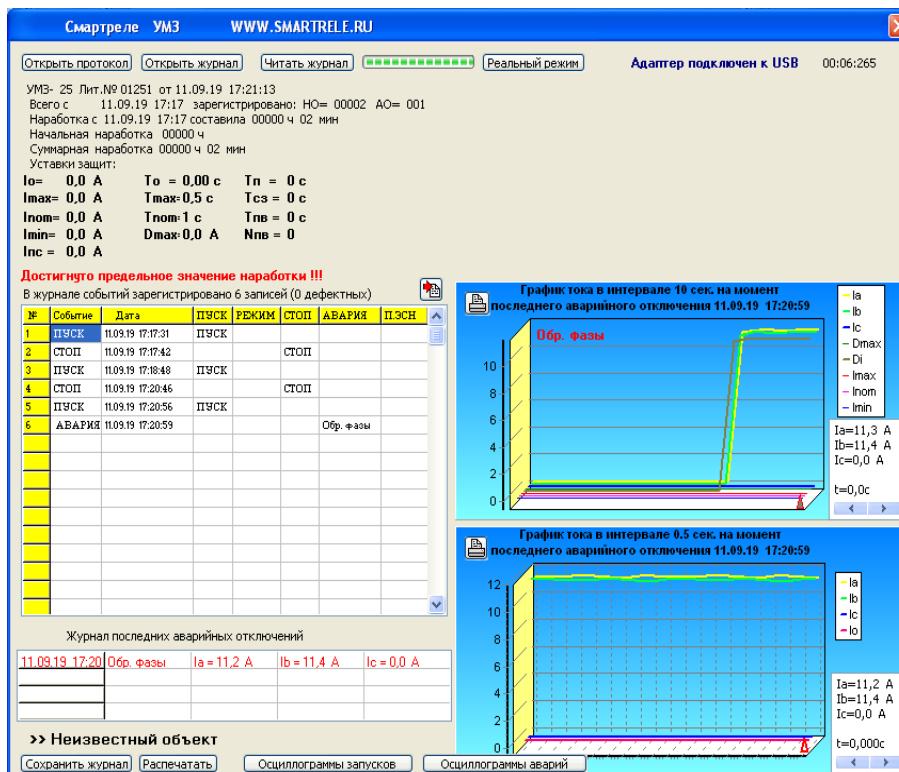 Смартреле УМЗ WWW.SMARTRELE.RU
Открыть протокол Открыть журнал Читать журнал Реальный режим Адаптер подключен к USB 00:06:265
УМЗ- 25 Лит.№ 01251 от 11.09.19 17:21:13
Всего с 11.09.19 17:17 зарегистрировано: НО= 00002 АО= 001
Наработка с 11.09.19 17:17 составила 00000 ч 02 мин
Начальная наработка 00000 ч
Суммарная наработка 00000 ч 02 мин
Уставки защит:
Io= 0,0 A To = 0,00 c Tп = 0 c
Imax= 0,0 A Tmax= 0,5 c Tсз = 0 c
Inom= 0,0 A Tnom= 1 c Tпв = 0 c
Imin= 0,0 A Dmax= 0,0 A Nпв = 0
Iпс = 0,0 A
Достигнуто предельное значение наработки !!!
В журнале событий зарегистрировано 6 записей (0 дефектных)
№ Событие Дата ПУСК РЕЖИМ СТОП АВАРИЯ П.ЭСН
1 ПУСК 11.09.19 17:17:31 ПУСК
2 СТОП 11.09.19 17:17:42 СТОП
3 ПУСК 11.09.19 17:18:48 ПУСК
4 СТОП 11.09.19 17:20:46 СТОП
5 ПУСК 11.09.19 17:20:56 ПУСК
6 АВАРИЯ 11.09.19 17:20:59 Обр. фазы
График тока в интервале 10 сек. на момент
последнего аварийного отключения 11.09.19 17:20:59
Обр. фазы
10
8
6
4
2
0
Ia
Ib
Ic
Dmax
Di
Imax
Inom
Imin
Ia=11,3 A
Ib=11,4 A
Ic=0,0 A
t=0,0c
График тока в интервале 0.5 сек. на момент
последнего аварийного отключения 11.09.19 17:20:59
12
10
8
6
4
2
0
Ia
Ib
Ic
Io
Ia=11,2 A
Ib=11,4 A
Ic=0,0 A
t=0,000c
Журнал последних аварийных отключений
11.09.19 17:20 Обр. фазы Ia = 11,2 A Ib = 11,4 A Ic = 0,0 A
>> Неизвестный объект
Сохранить журнал Распечатать Осциллограммы запусков Осциллограммы аварий